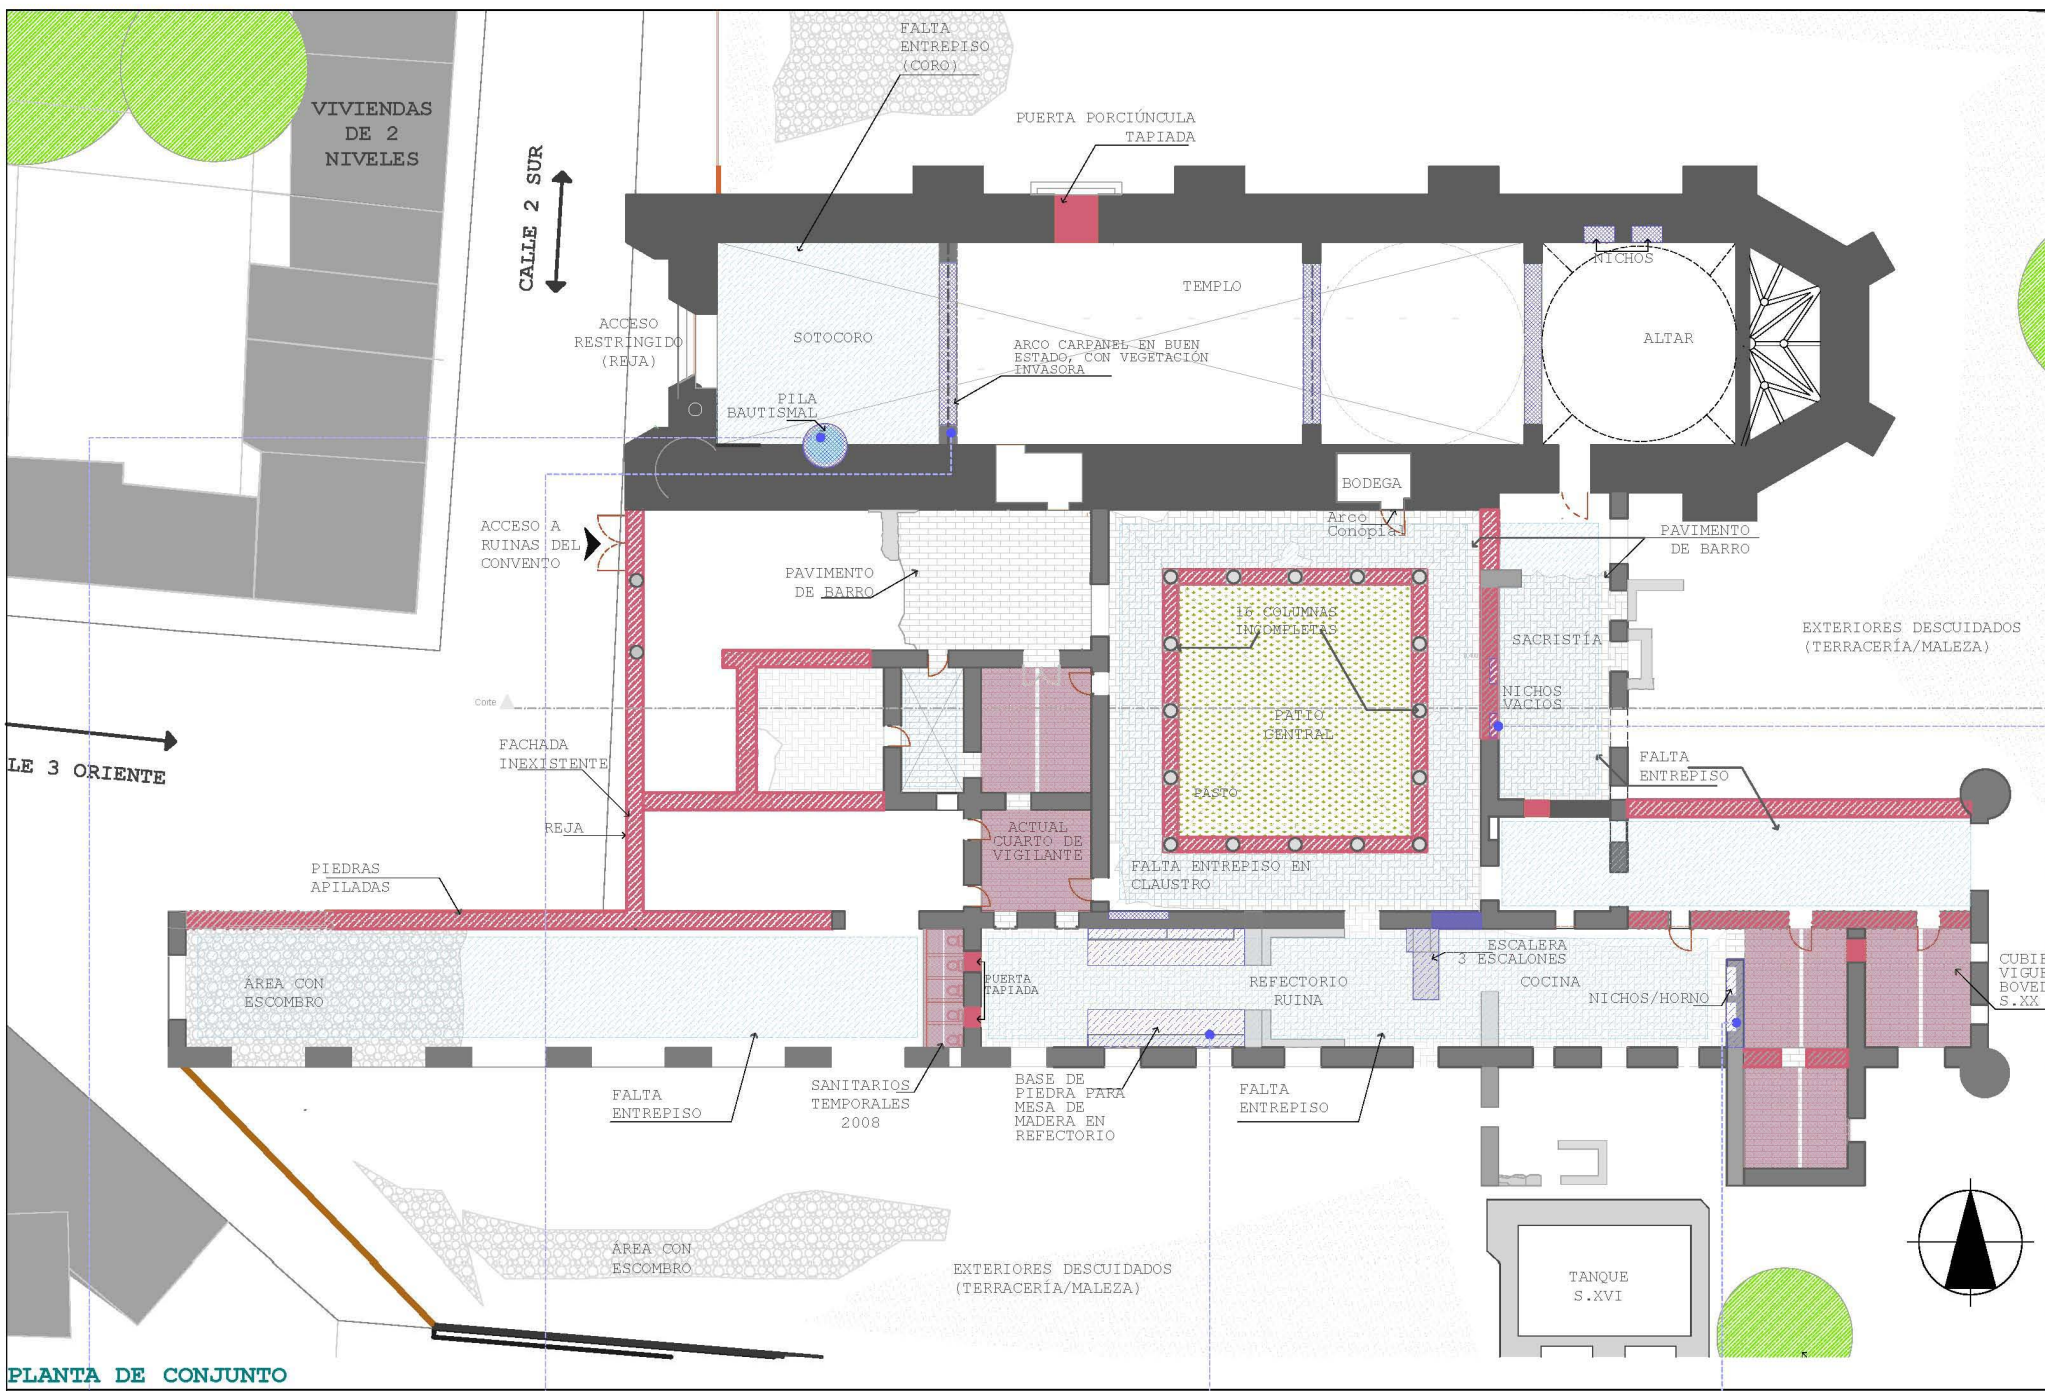 FALTA
ENTREPISO
(CORO)
VIVIENDAS
DE 2
NIVELES
PUERTA PORCIÚNCULA
TAPIADA
CALLE 2 SUR
NICHOS
TEMPLO
ACCESO
RESTRINGIDO
(REJA)
SOTOCORO
ARCO CARPANEL EN BUEN
ESTADO, CON VEGETACIÓN
INVASORA
ALTAR
PILA
BAUTISMAL
BODEGA
Arco
Conopial
ACCESO A
RUINAS DEL
CONVENTO
PAVIMENTO
DE BARRO
PAVIMENTO
DE BARRO
16 COLUMNAS
INCOMPLETAS
SACRISTÍA
EXTERIORES DESCUIDADOS
(TERRACERÍA/MALEZA)
NICHOS
VACIOS
Corte
PATIO
CENTRAL
FACHADA
INEXISTENTE
LE 3 ORIENTE
FALTA
ENTREPISO
PASTO
REJA
ACTUAL
CUARTO DE
VIGILANTE
PIEDRAS
APILADAS
FALTA ENTREPISO EN
CLAUSTRO
ESCALERA
3 ESCALONES
ÁREA CON
ESCOMBRO
PUERTA
TAPIADA
REFECTORIO
RUINA
COCINA
NICHOS/HORNO
CUBIE
VIGUE
BOVED
S.XX
FALTA
ENTREPISO
SANITARIOS
TEMPORALES
2008
BASE DE
PIEDRA PARA
MESA DE
MADERA EN
REFECTORIO
FALTA
ENTREPISO
ÁREA CON
ESCOMBRO
EXTERIORES DESCUIDADOS
(TERRACERÍA/MALEZA)
TANQUE
S.XVI
PLANTA DE CONJUNTO